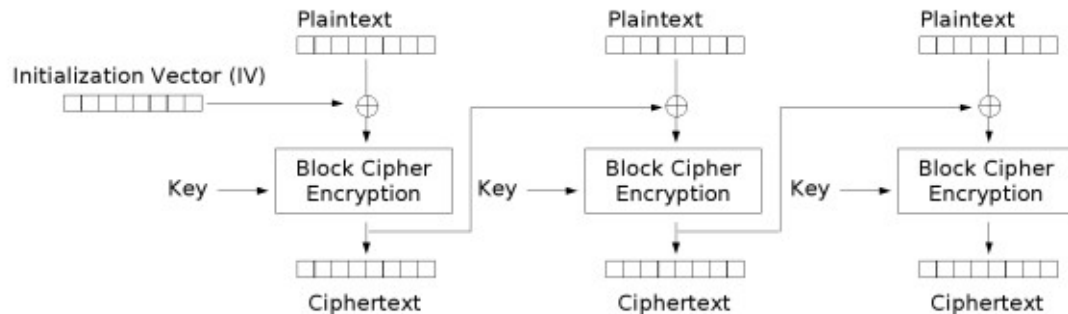 Plaintext Plaintext Plaintext
Initialization Vector (IV)
Key Block Cipher Encryption Key Block Cipher Encryption Key Block Cipher Encryption
Ciphertext Ciphertext Ciphertext